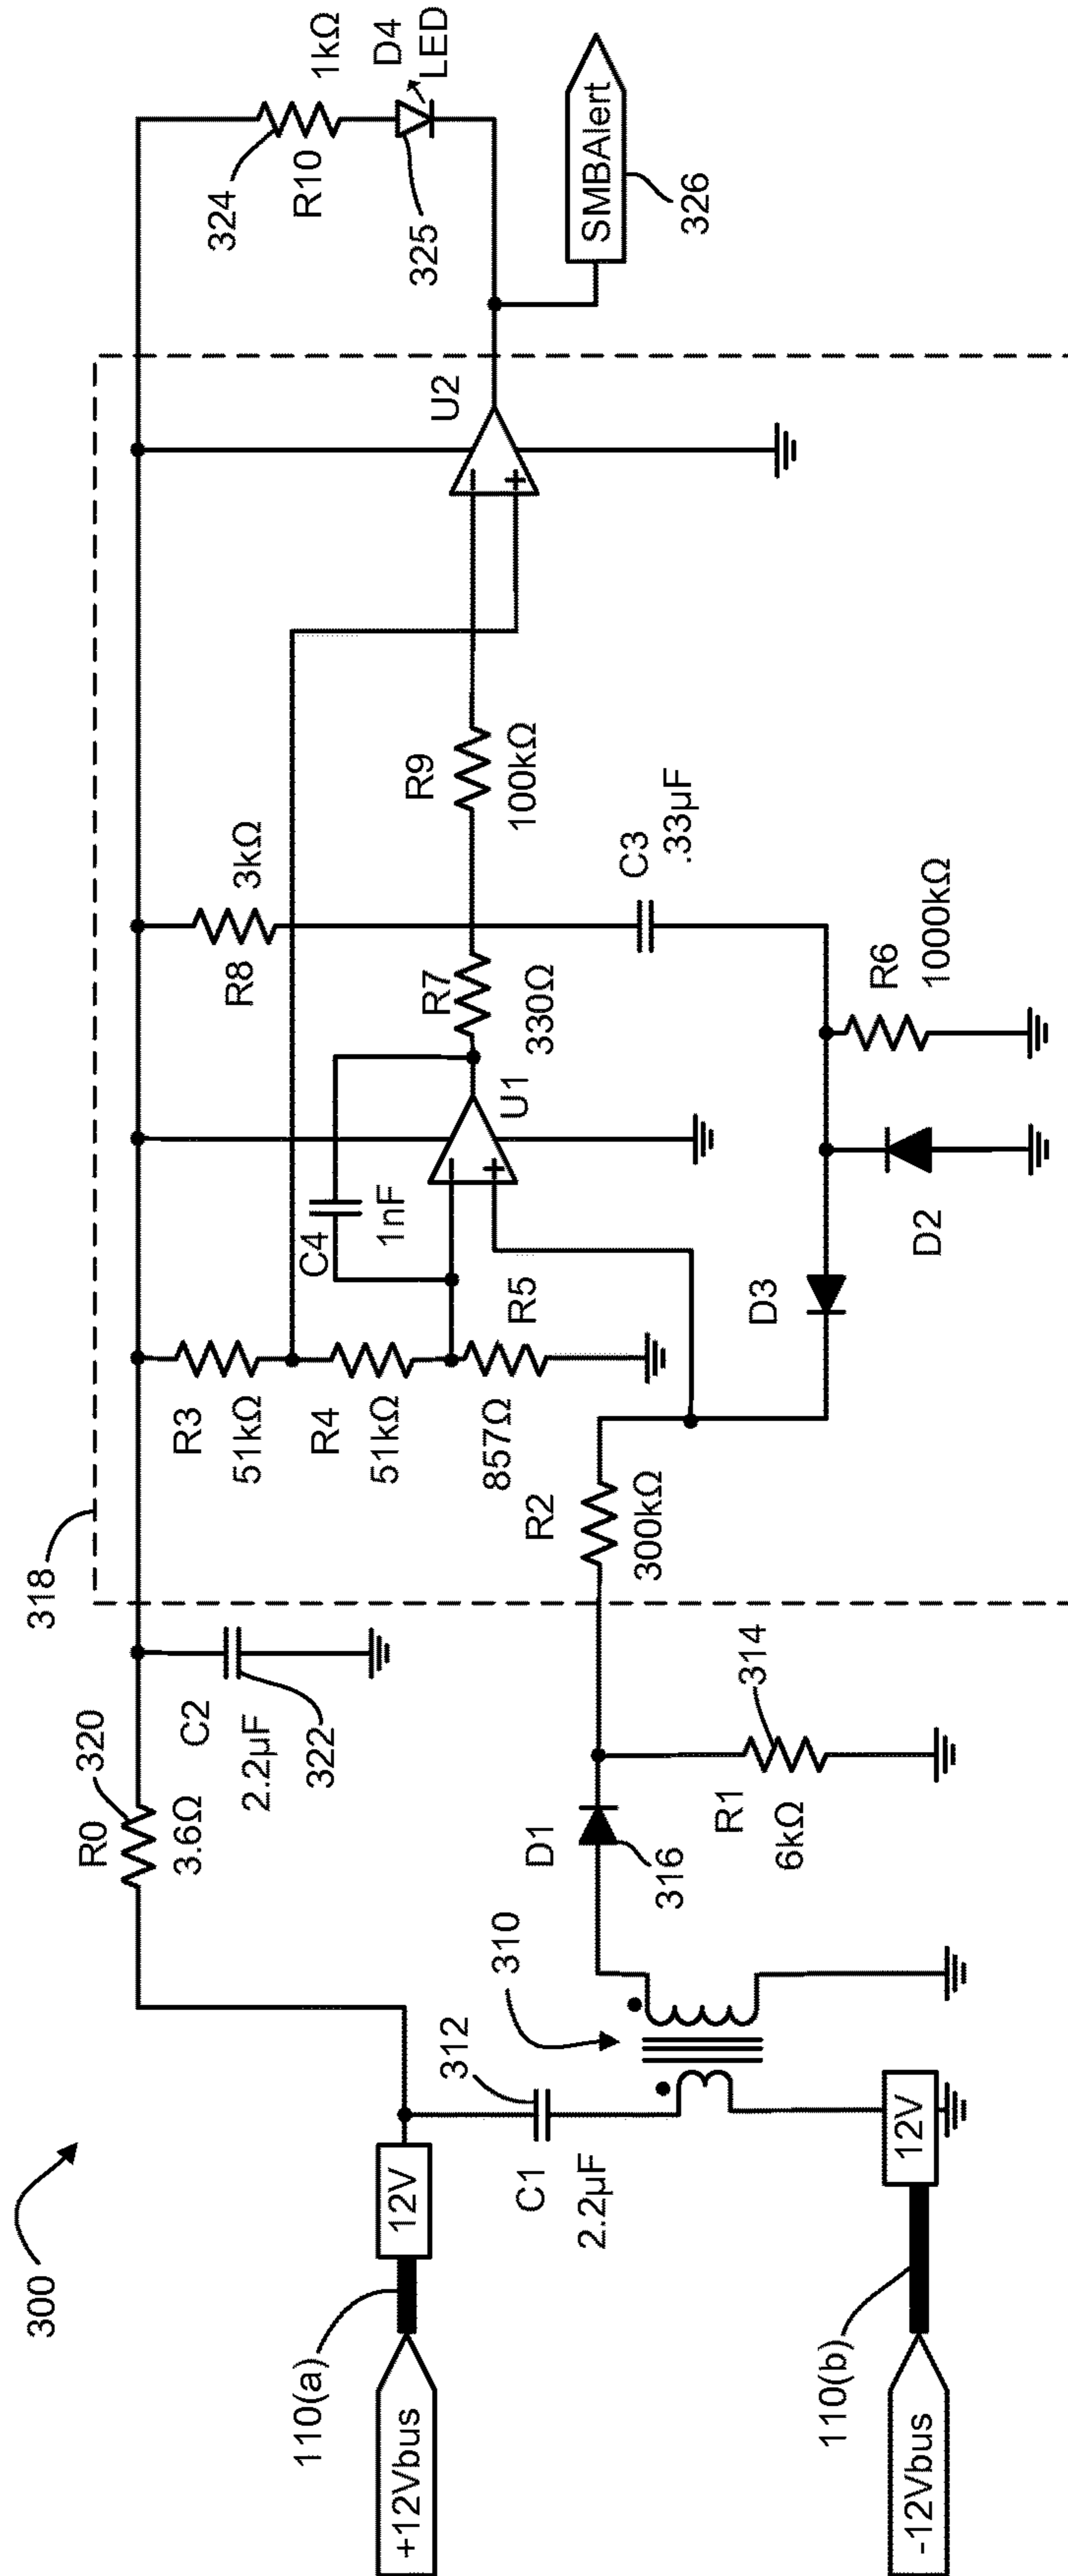 300
+12Vbus
110(a)
12V
-12Vbus
110(b)
12V
C1
2.2µF
312
310
R0
320
3.6Ω
C2
2.2µF
322
D1
316
R1
6kΩ
314
318
R2
300kΩ
R3
51kΩ
R4
51kΩ
R5
857Ω
C4
1nF
U1
-
+
R7
330Ω
D3
D2
R6
1000kΩ
R8
3kΩ
C3
.33µF
R9
100kΩ
U2
-
+
324
R10
1kΩ
325
D4
LED
SMBAlert
326